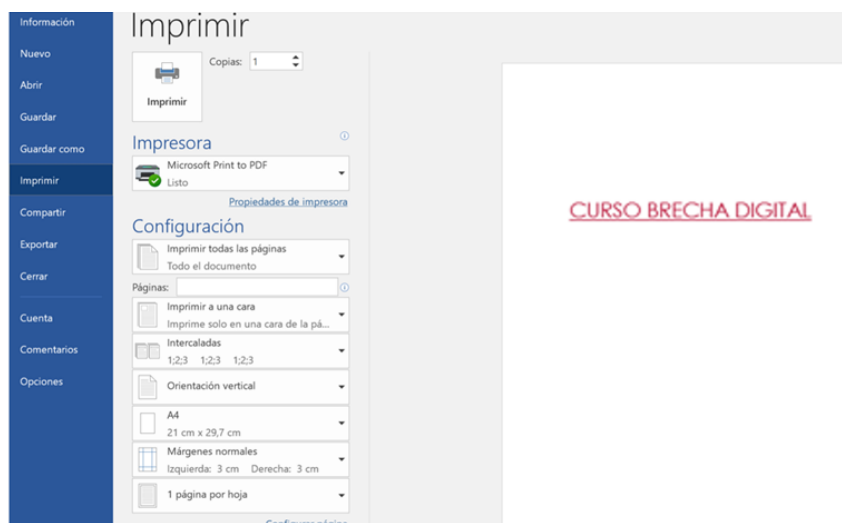 Información
Nuevo
Abrir
Guardar
Guardar como
Imprimir
Compartir
Exportar
Cerrar
Cuenta
Comentarios
Opciones
Imprimir
Copias: 1
Imprimir
Impresora
Microsoft Print to PDF
Listo
Propiedades de impresora
Configuración
Imprimir todas las páginas
Todo el documento
Páginas:
Imprimir a una cara
Imprime solo en una cara de la pá...
Intercaladas
1;2;3 1;2;3 1;2;3
Orientación vertical
A4
21 cm x 29,7 cm
Márgenes normales
Izquierda: 3 cm Derecha: 3 cm
1 página por hoja
Configurar página
CURSO BRECHA DIGITAL